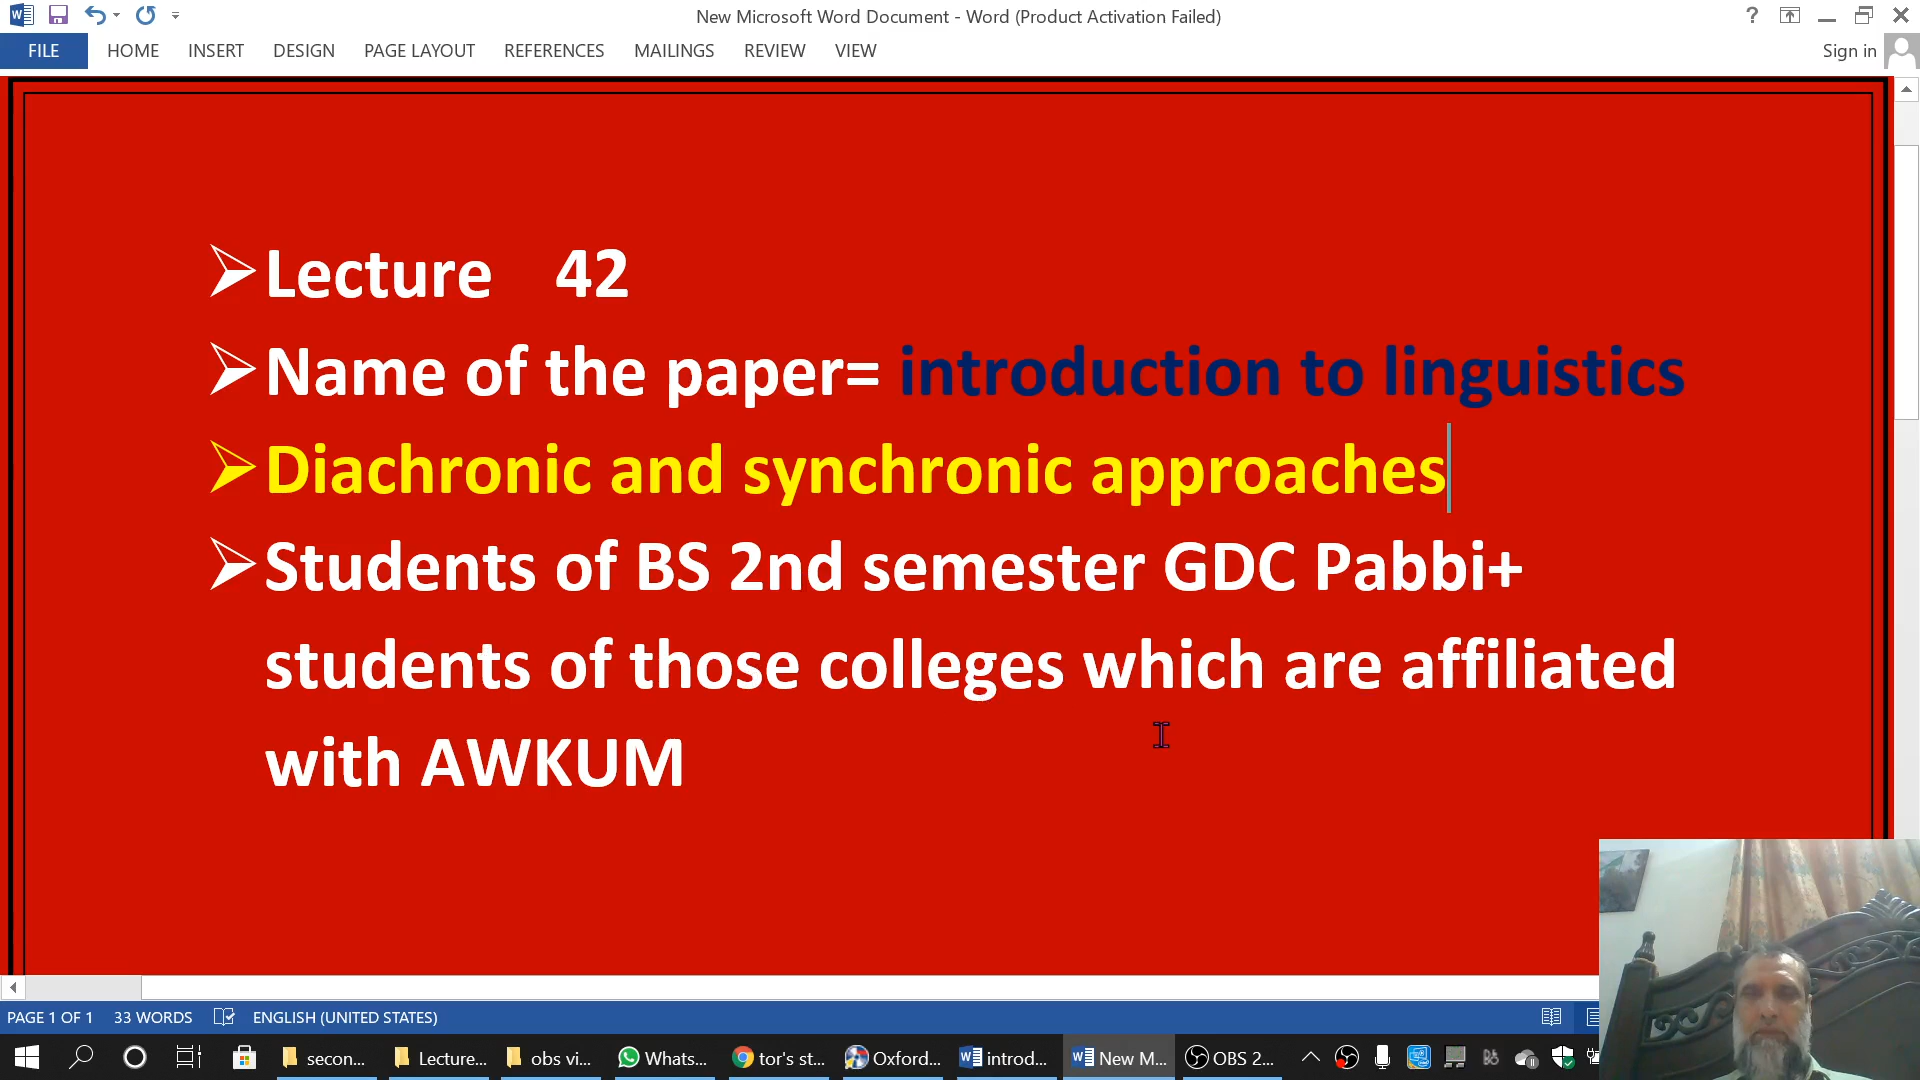 New Microsoft Word Document - Word (Product Activation Failed)
?
FILE HOME INSERT DESIGN PAGE LAYOUT REFERENCES MAILINGS REVIEW VIEW Sign in
Lecture 42
Name of the paper= introduction to linguistics
Diachronic and synchronic approaches
Students of BS 2nd semester GDC Pabbi+
students of those colleges which are affiliated
with AWKUM
PAGE 1 OF 1 33 WORDS ENGLISH (UNITED STATES)
secon... Lecture... obs vi... Whats... tor's st... Oxford... introd... New M... OBS 2...